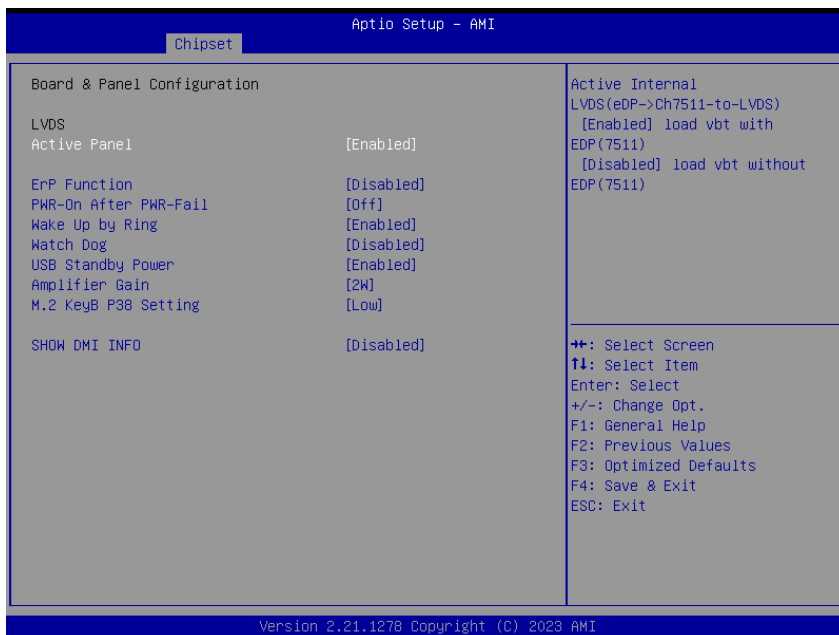 Aptio Setup - AMI
Chipset
Board & Panel Configuration
LVDS
Active Panel [Enabled]
ErP Function [Disabled]
PWR-On After PWR-Fail [Off]
Wake Up by Ring [Enabled]
Watch Dog [Disabled]
USB Standby Power [Enabled]
Amplifier Gain [2W]
M.2 KeyB P38 Setting [Low]
SHOW DMI INFO [Disabled]
Active Internal
LVDS(eDP->Ch7511-to-LVDS)
[Enabled] load vbt with
EDP(7511)
[Disabled] load vbt without
EDP(7511)
→←: Select Screen
↑↓: Select Item
Enter: Select
+/-: Change Opt.
F1: General Help
F2: Previous Values
F3: Optimized Defaults
F4: Save & Exit
ESC: Exit
Version 2.21.1278 Copyright (C) 2023 AMI